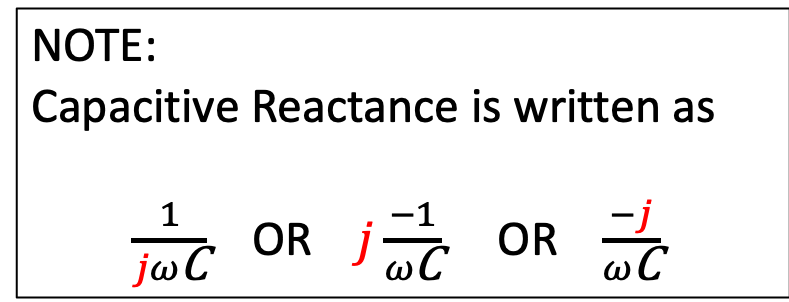 NOTE:
Capacitive Reactance is written as
1/jωC OR j −1/ωC OR −j/ωC